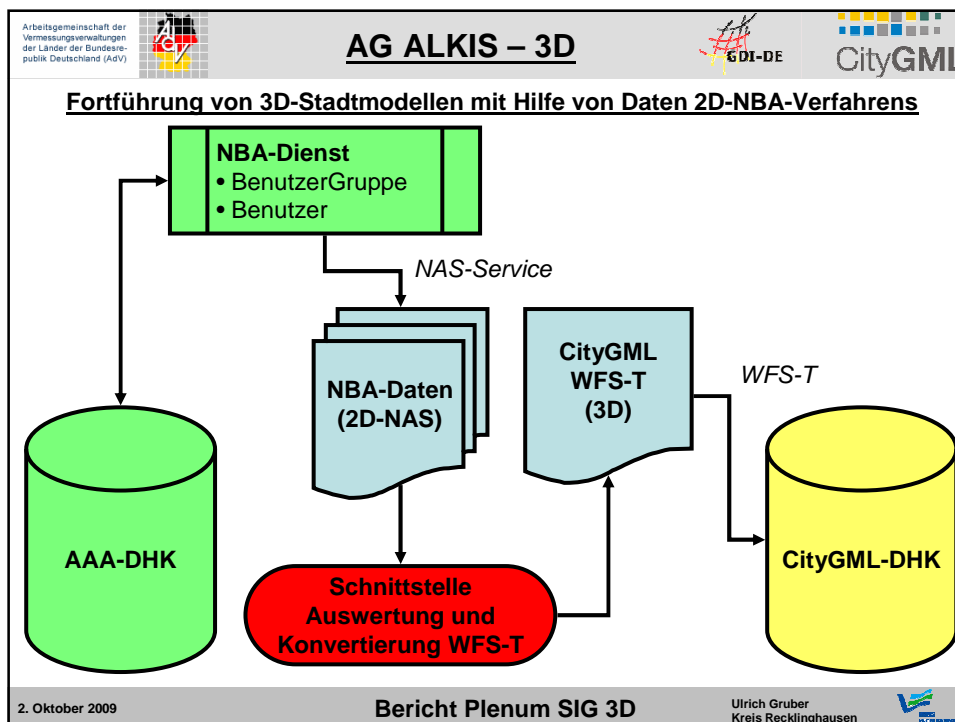 Arbeitsgemeinschaft der
Vermessungsverwaltungen
der Länder der Bundesre-
publik Deutschland (AdV)
AdV
AG ALKIS – 3D
GDI-DE
CityGML
Fortführung von 3D-Stadtmodellen mit Hilfe von Daten 2D-NBA-Verfahrens
NBA-Dienst
• BenutzerGruppe
• Benutzer
NAS-Service
NBA-Daten
(2D-NAS)
CityGML
WFS-T
(3D)
WFS-T
AAA-DHK
CityGML-DHK
Schnittstelle
Auswertung und
Konvertierung WFS-T
2. Oktober 2009
Bericht Plenum SIG 3D
Ulrich Gruber
Kreis Recklinghausen